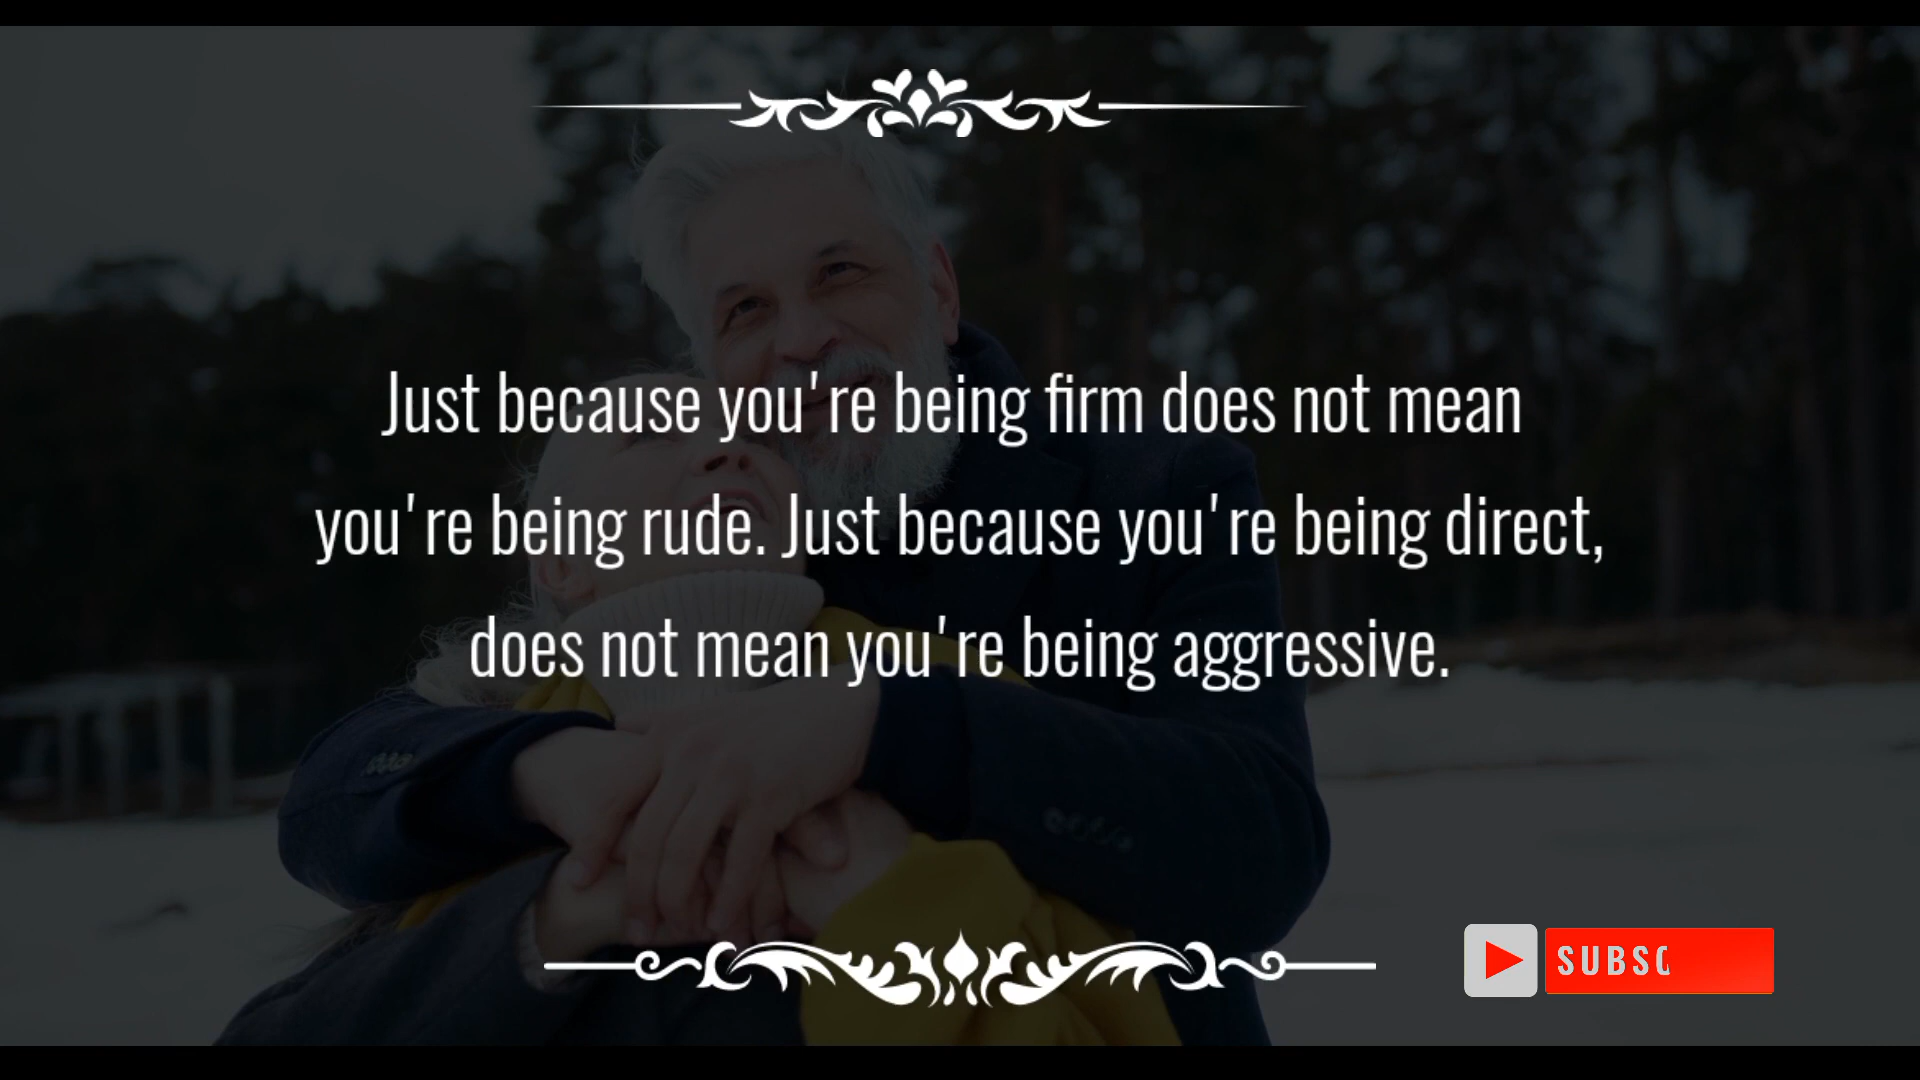 Just because you're being firm does not mean
you're being rude. Just because you're being direct,
does not mean you're being aggressive.
SUBSC